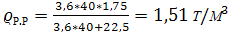 ϱр.р = 3,6*40*1,75 / 3,6*40+22,5 = 1,51 Т/М³